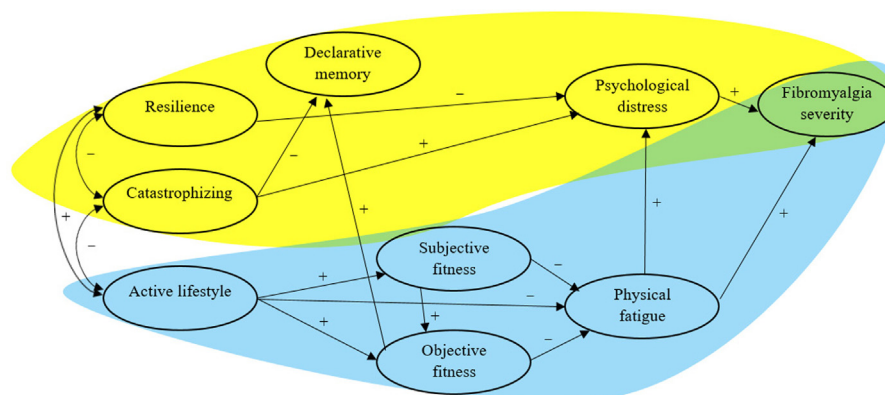 Declarative
memory
Resilience
Psychological
distress
Fibromyalgia
severity
Catastrophizing
Active lifestyle
Subjective
fitness
Physical
fatigue
Objective
fitness
−
+
−
−
+
+
−
+
+
+
+
−
−
+
+
−